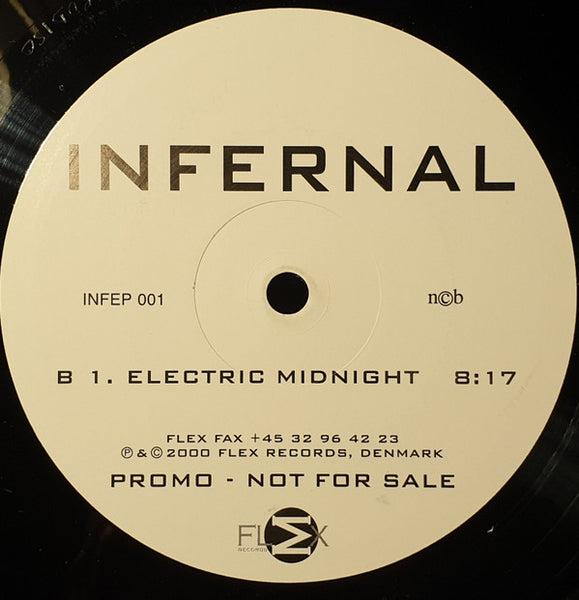 INFERNAL
INFEP 001
n©b
B 1. ELECTRIC MIDNIGHT 8:17
FLEX FAX +45 32 96 42 23
℗ & © 2000 FLEX RECORDS, DENMARK
PROMO - NOT FOR SALE
FLEX
RECORDS